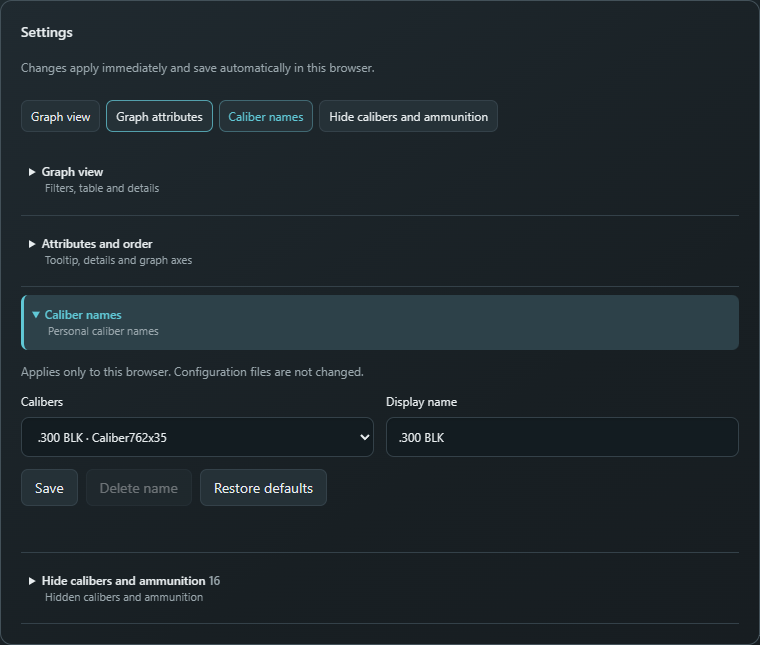 Settings
Changes apply immediately and save automatically in this browser.
Graph view
Graph attributes
Caliber names
Hide calibers and ammunition
Graph view
Filters, table and details
Attributes and order
Tooltip, details and graph axes
Caliber names
Personal caliber names
Applies only to this browser. Configuration files are not changed.
Calibers
Display name
.300 BLK · Caliber762x35
.300 BLK
Save
Delete name
Restore defaults
Hide calibers and ammunition 16
Hidden calibers and ammunition